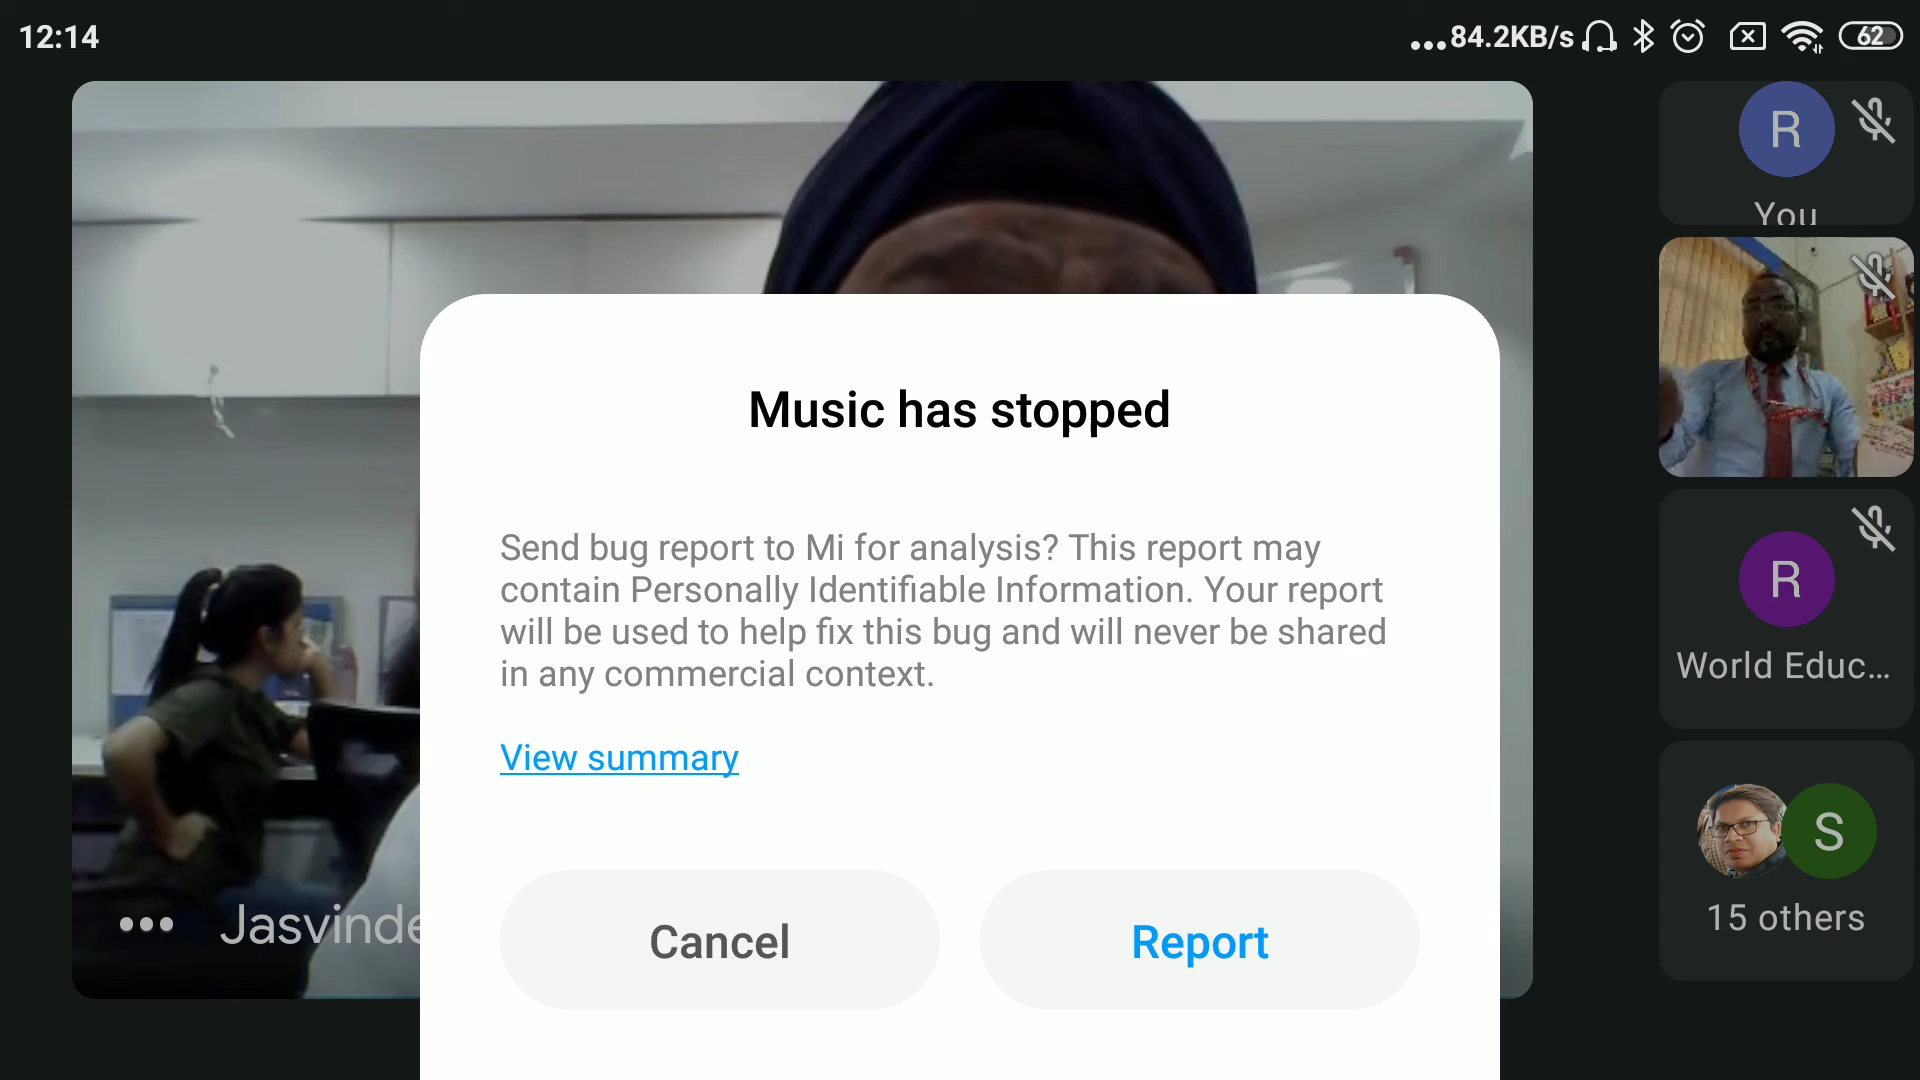 12:14
...84.2KB/s
62
R
You
Music has stopped
Send bug report to Mi for analysis? This report may
contain Personally Identifiable Information. Your report
will be used to help fix this bug and will never be shared
in any commercial context.
View summary
Cancel
Report
Jasvinde
R
World Educ...
S
15 others